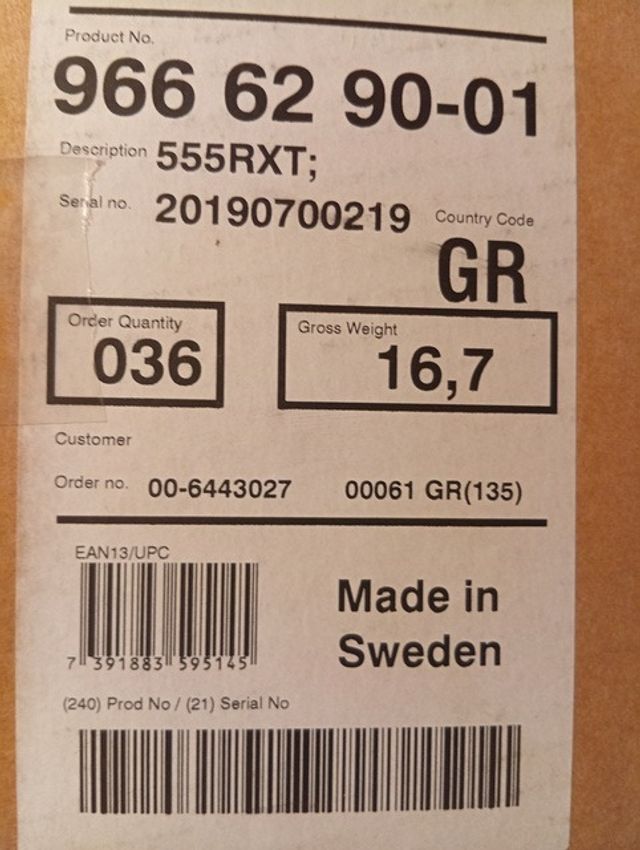 Product No.
966 62 90-01
Description 555RXT;
Serial no. 20190700219
Country Code
GR
Order Quantity
036
Gross Weight
16,7
Customer
Order no. 00-6443027 00061 GR(135)
EAN13/UPC
7 391883 595145
Made in
Sweden
(240) Prod No / (21) Serial No